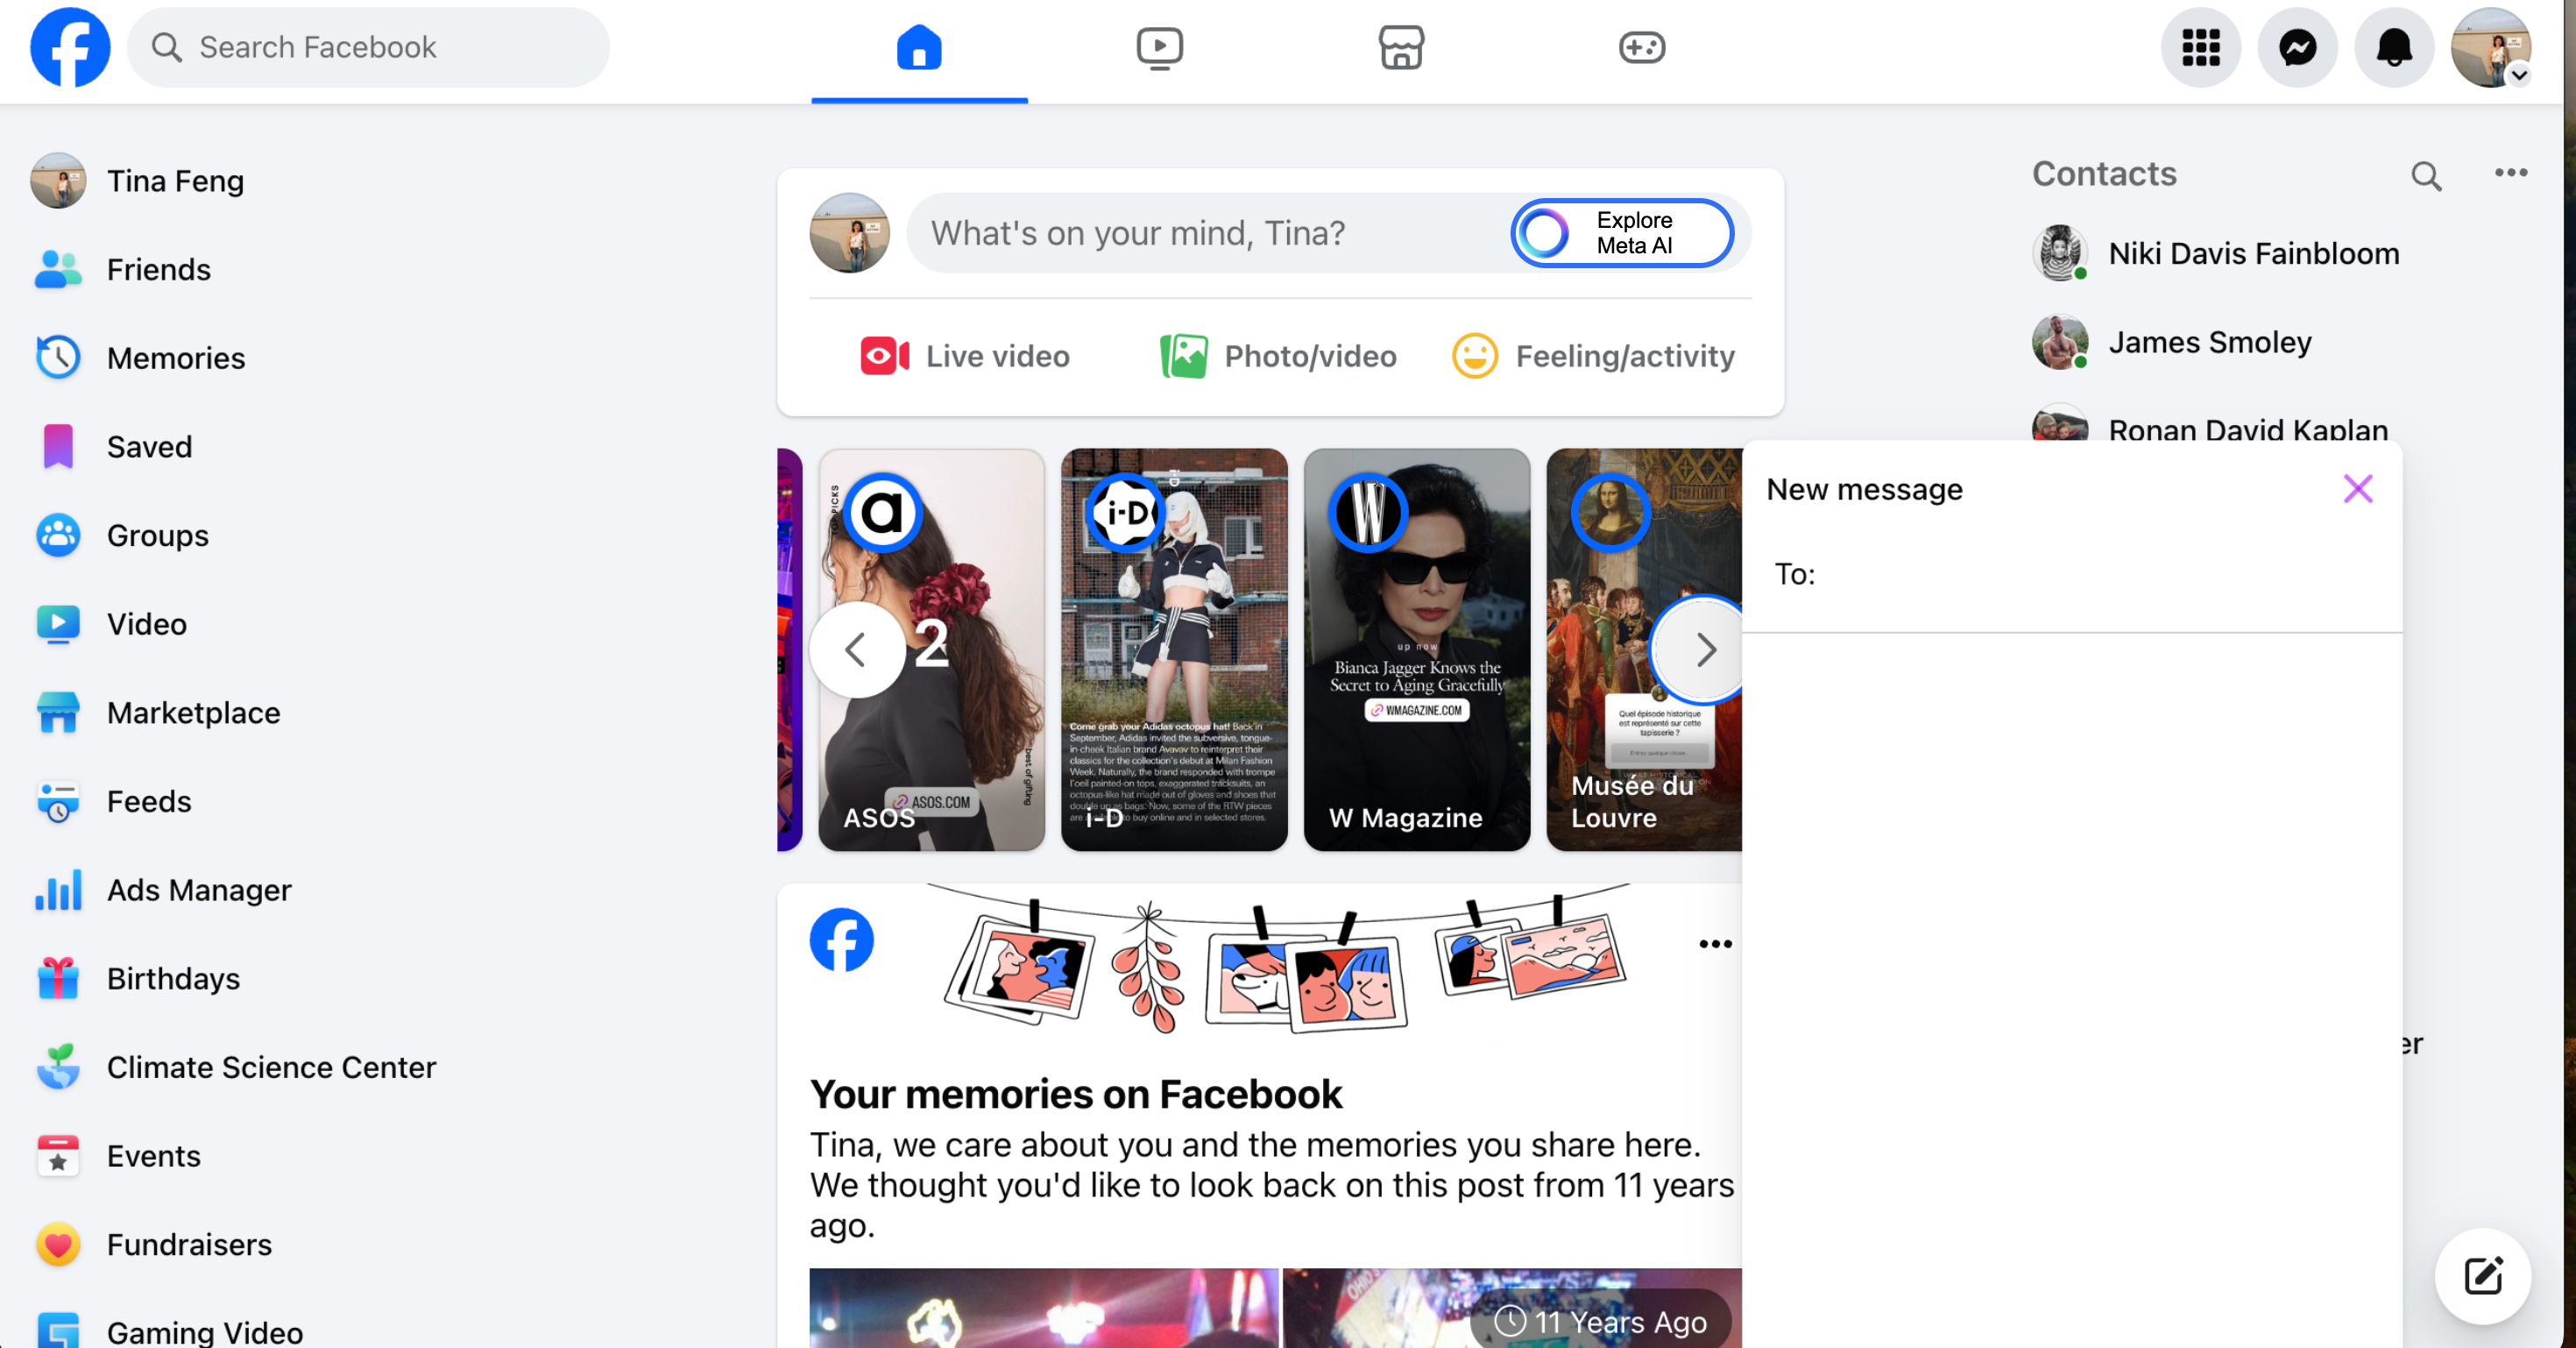 Search Facebook
Tina Feng
Friends
Memories
Saved
Groups
Video
Marketplace
Feeds
Ads Manager
Birthdays
Climate Science Center
Events
Fundraisers
Gaming Video
What's on your mind, Tina?
Explore
Meta AI
Live video
Photo/video
Feeling/activity
PICKS
a
2
best of gifting
ASOS.COM
ASOS
i-D
i-D
Come grab your Adidas octopus hat! Back in
September, Adidas invited the subversive, tongue-
in-cheek Italian brand Avavav to reinterpret their
classics for the collection's debut at Milan Fashion
Week. Naturally, the brand responded with trompe
l'oeil painted-on tops, exaggerated tracksuits, an
octopus-like hat made out of gloves and shoes that
double up as bags. Now, some of the RTW pieces
are to buy online and in selected stores.
i-D
W
up now
Bianca Jagger Knows the
Secret to Aging Gracefully
WMAGAZINE.COM
W Magazine
Quel épisode historique
est représenté sur cette
tapisserie ?
Musée du
Louvre
Your memories on Facebook
Tina, we care about you and the memories you share here.
We thought you'd like to look back on this post from 11 years
ago.
OHIO'S
11 Years Ago
Contacts
Niki Davis Fainbloom
James Smoley
Ronan David Kaplan
New message
To:
er